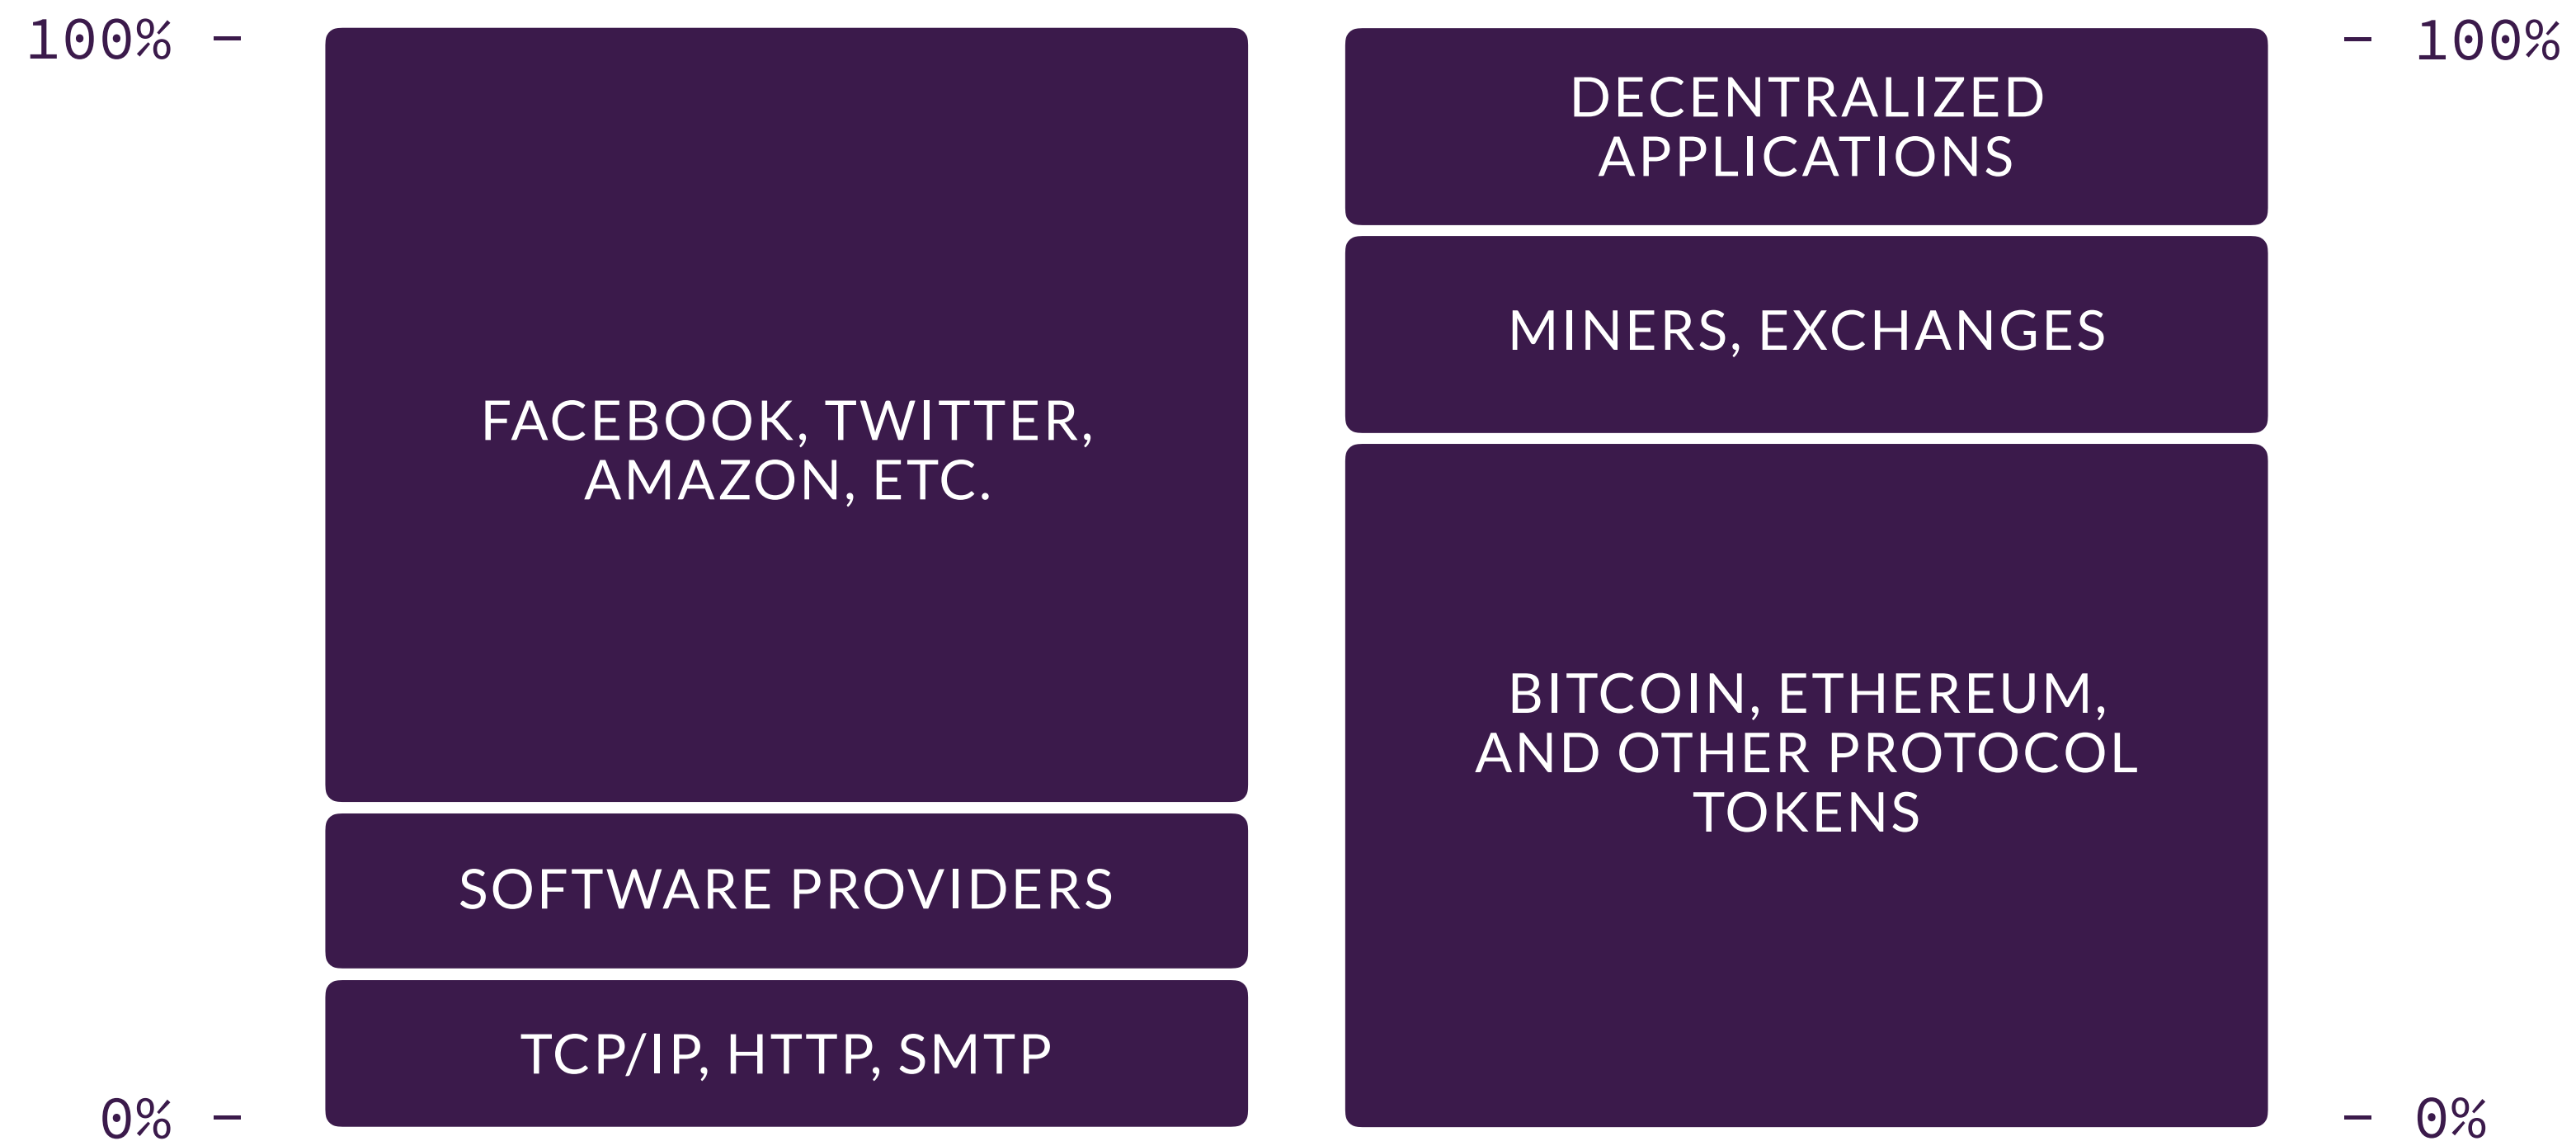 100% –
FACEBOOK, TWITTER,
AMAZON, ETC.
SOFTWARE PROVIDERS
TCP/IP, HTTP, SMTP
0% –
DECENTRALIZED
APPLICATIONS
MINERS, EXCHANGES
BITCOIN, ETHEREUM,
AND OTHER PROTOCOL
TOKENS
– 100%
– 0%